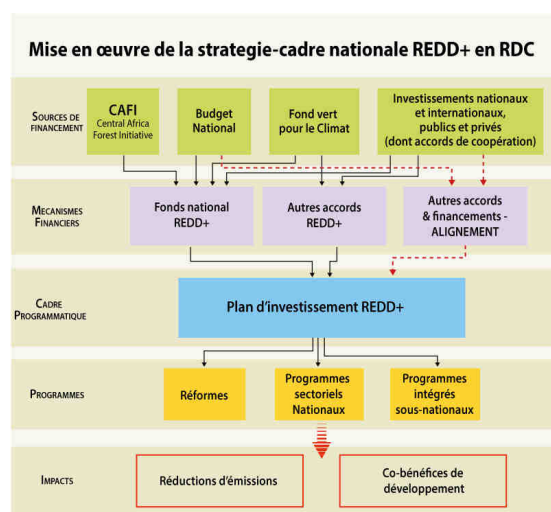 Mise en œuvre de la strategie-cadre nationale REDD+ en RDC
SOURCES DE
FINANCEMENT
CAFI
Central Africa
Forest Initiative
Budget
National
Fond vert
pour le Climat
Investissements nationaux
et internationaux,
publics et privés
(dont accords de coopération)
MECANISMES
FINANCIERS
Fonds national
REDD+
Autres accords
REDD+
Autres accords
& financements -
ALIGNEMENT
CADRE
PROGRAMMATIQUE
Plan d’investissement REDD+
PROGRAMMES
Réformes
Programmes
sectoriels
Nationaux
Programmes
intégrés
sous-nationaux
IMPACTS
Réductions d’émissions
Co-bénéfices de
développement